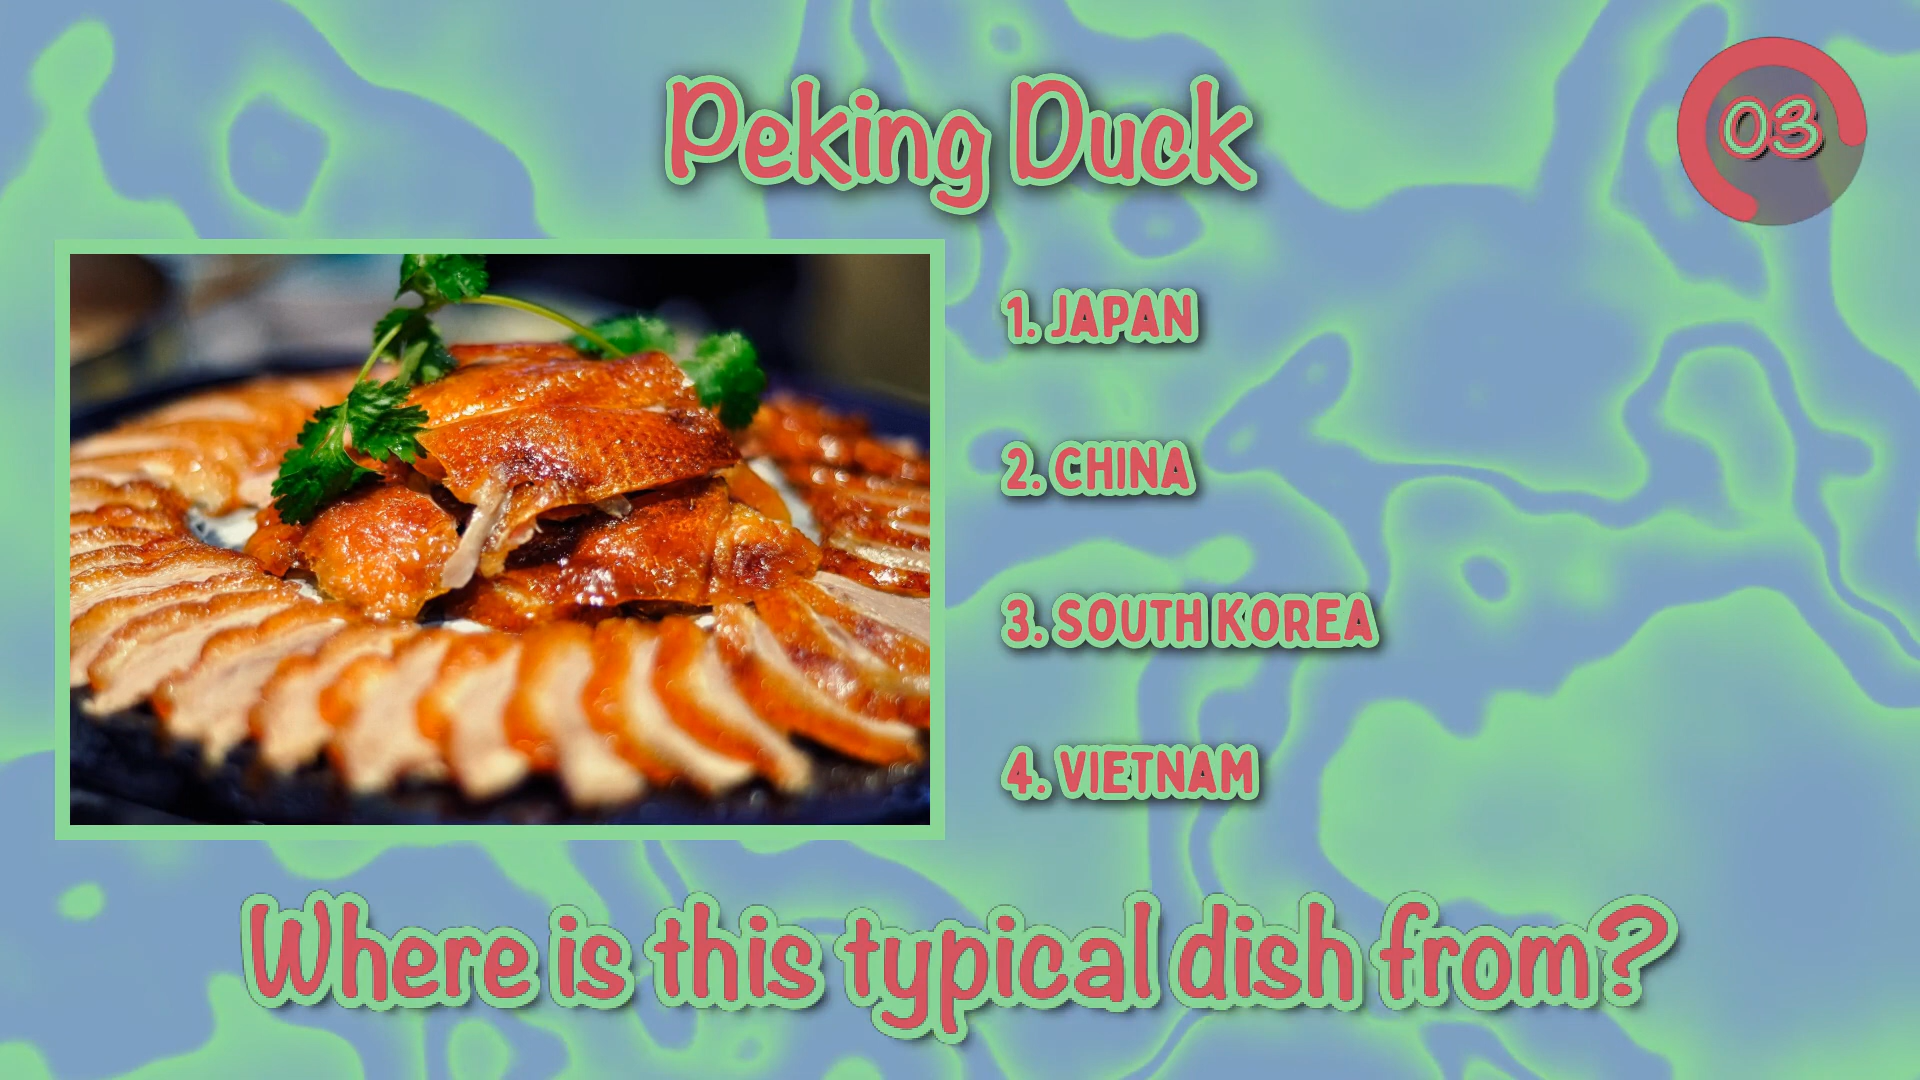 Peking Duck
03
1. JAPAN
2. CHINA
3. SOUTH KOREA
4. VIETNAM
Where is this typical dish from?